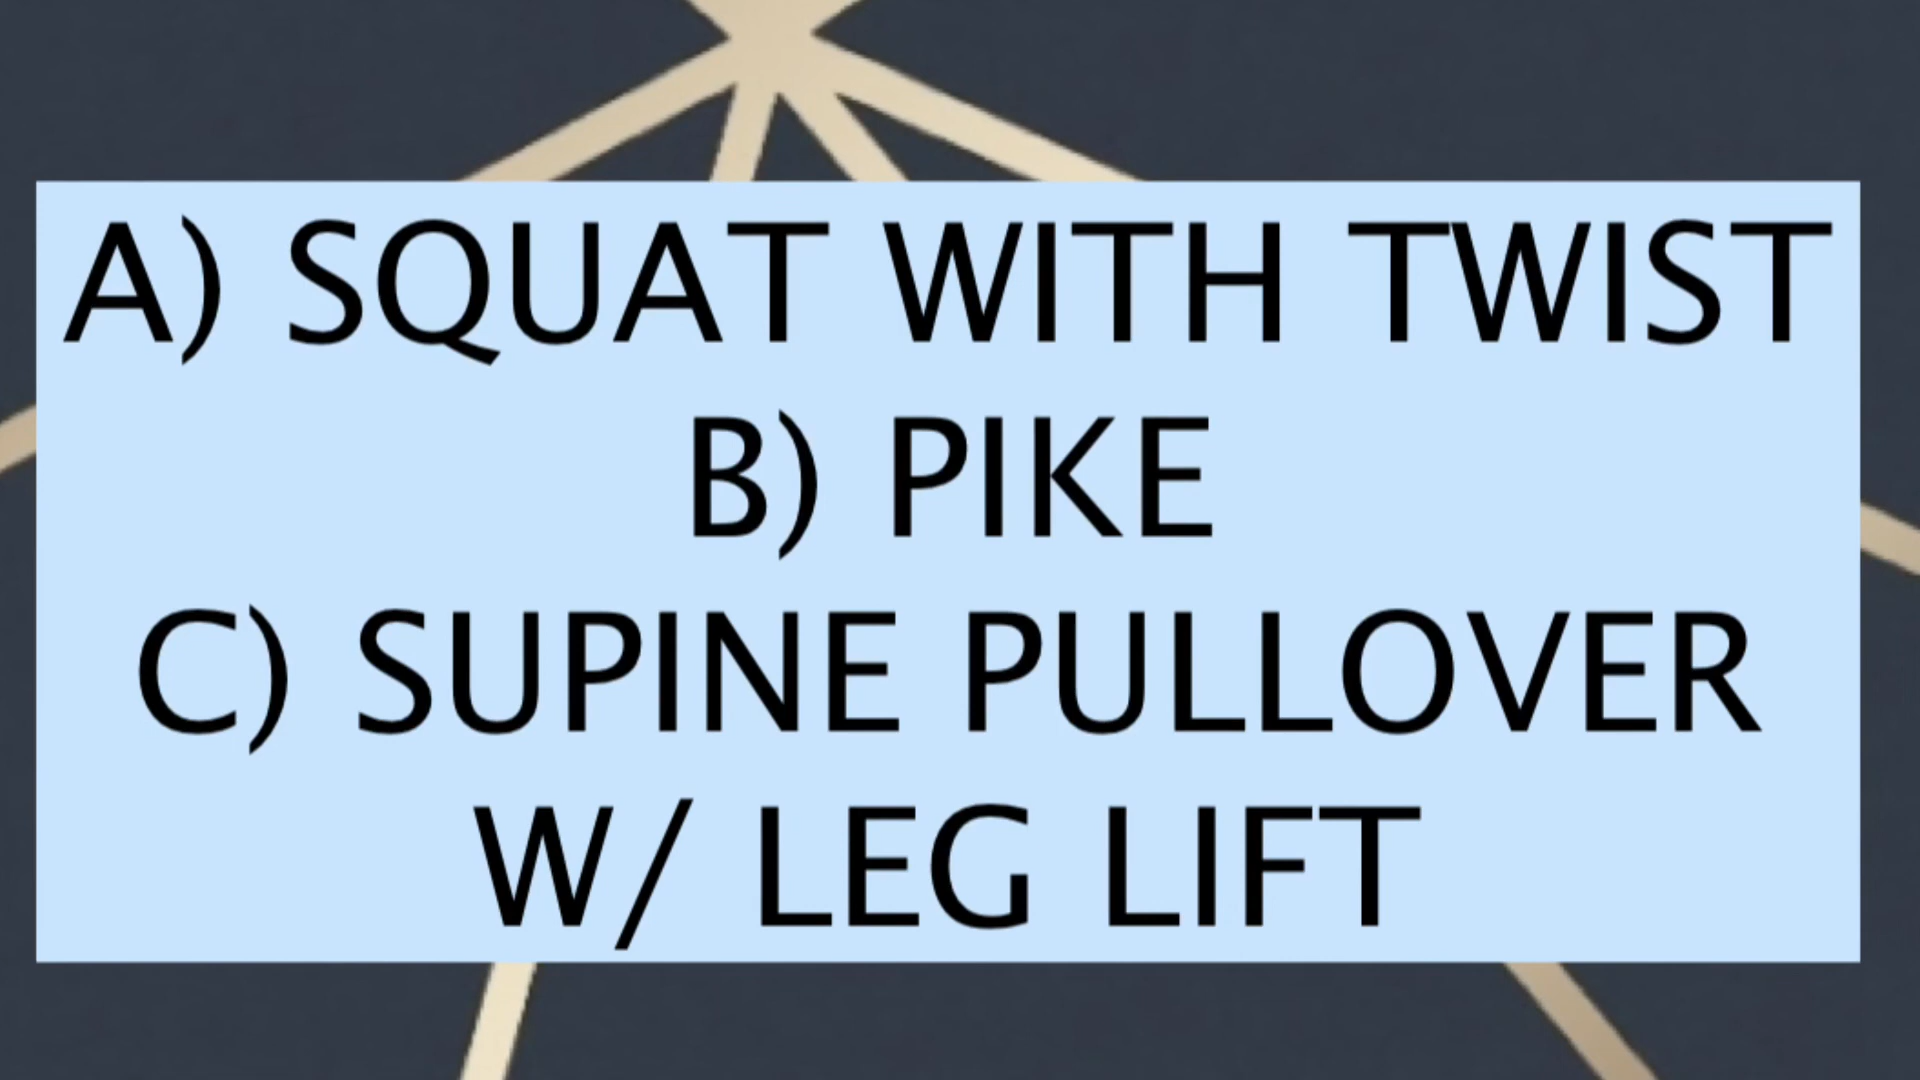 A) SQUAT WITH TWIST
B) PIKE
C) SUPINE PULLOVER
W/ LEG LIFT